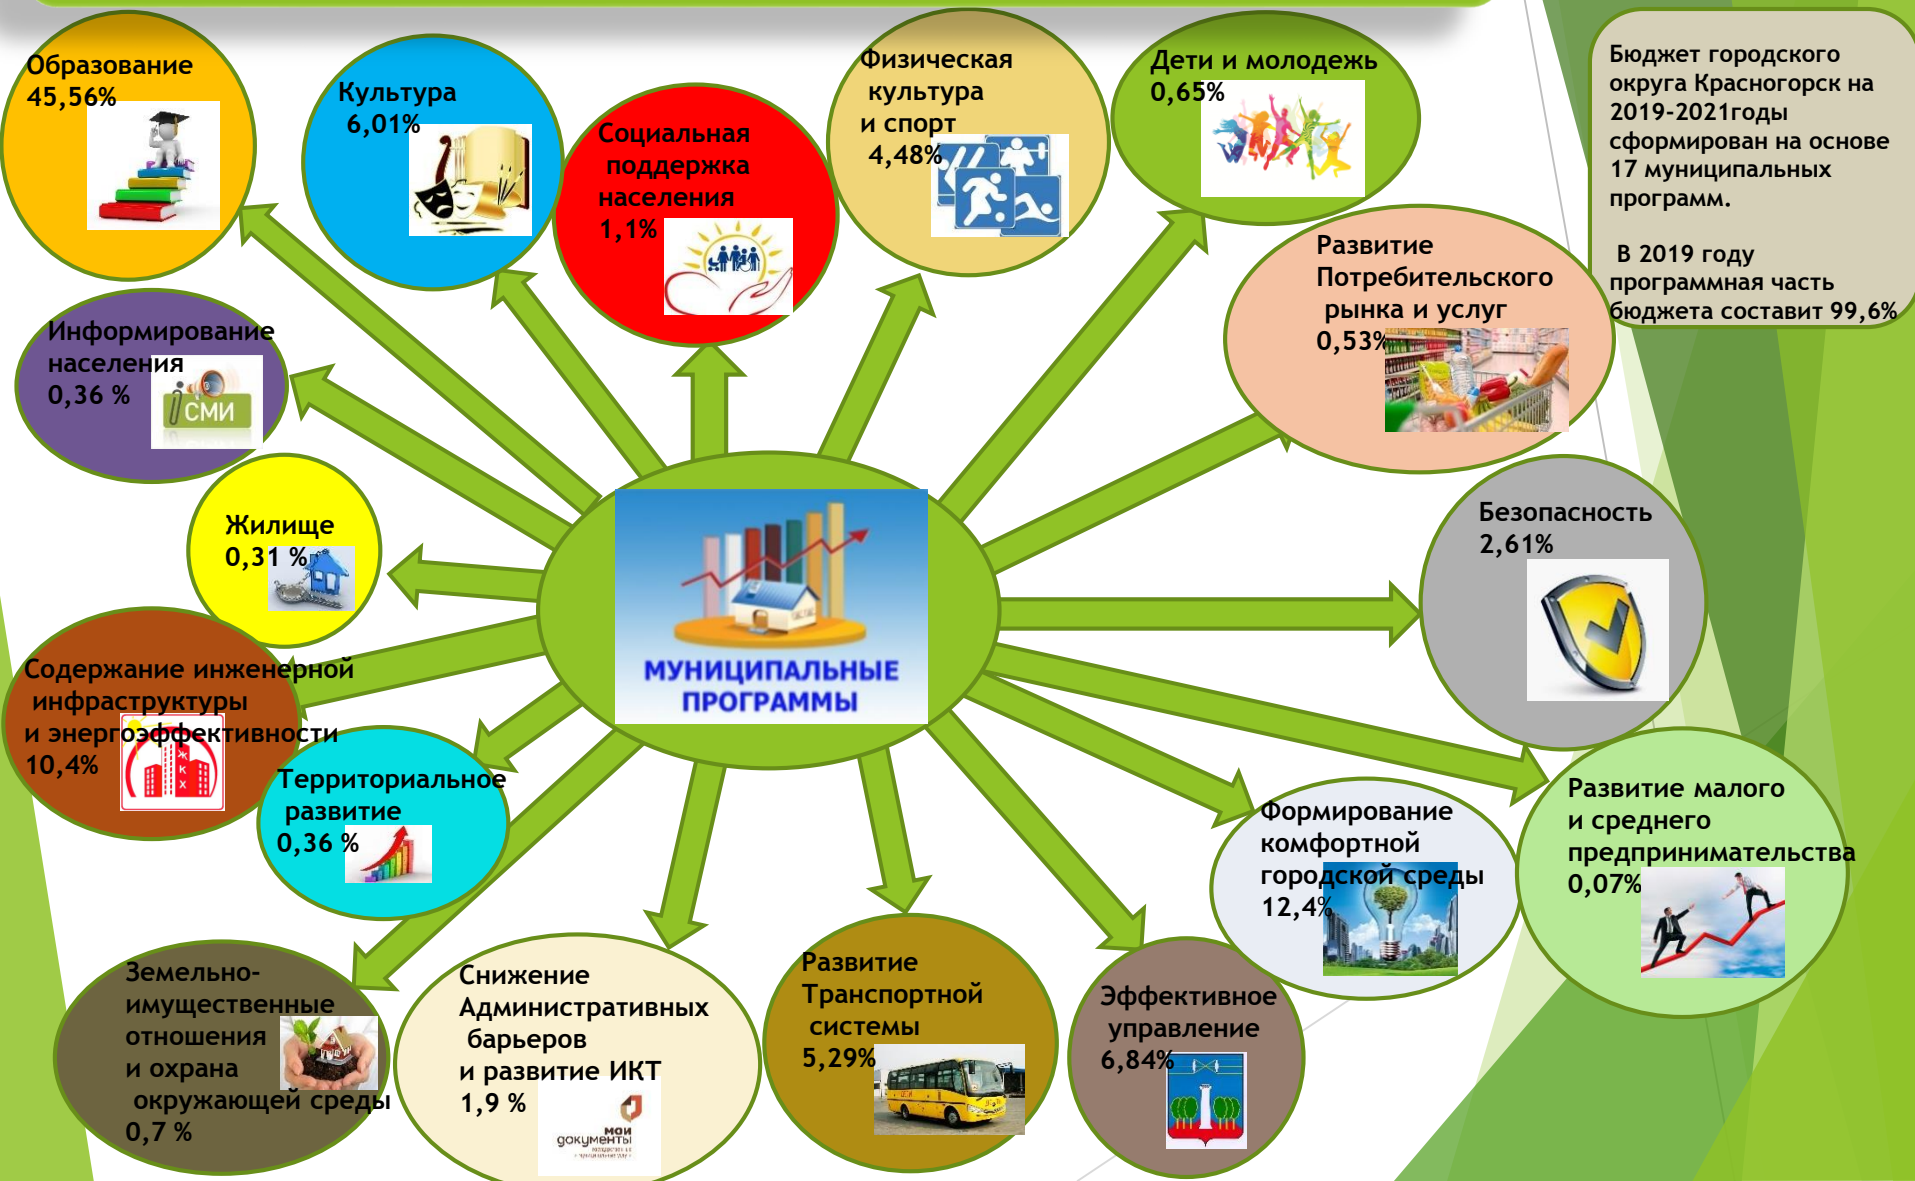 Образование
45,56%
Культура
6,01%
Социальная
поддержка
населения
1,1%
Физическая
культура
и спорт
4,48%
Дети и молодежь
0,65%
Бюджет городского
округа Красногорск на
2019-2021годы
сформирован на основе
17 муниципальных
программ.
В 2019 году
программная часть
бюджета составит 99,6%
Развитие
Потребительского
рынка и услуг
0,53%
Информирование
населения
0,36 %
СМИ
Жилище
0,31 %
Безопасность
2,61%
МУНИЦИПАЛЬНЫЕ
ПРОГРАММЫ
Содержание инженерной
инфраструктуры
и энергоэффективности
10,4%
Ж
К
Х
Территориальное
развитие
0,36 %
Формирование
комфортной
городской среды
12,4%
Развитие малого
и среднего
предпринимательства
0,07%
Земельно-
имущественные
отношения
и охрана
окружающей среды
0,7 %
Снижение
Административных
барьеров
и развитие ИКТ
1,9 %
мои
документы
Развитие
Транспортной
системы
5,29%
Эффективное
управление
6,84%